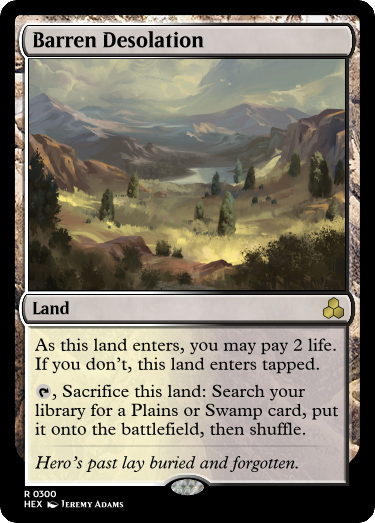 Barren Desolation
Land
As this land enters, you may pay 2 life.
If you don't, this land enters tapped.
, Sacrifice this land: Search your
library for a Plains or Swamp card, put
it onto the battlefield, then shuffle.
Hero's past lay buried and forgotten.
R 0300
HEX JEREMY ADAMS